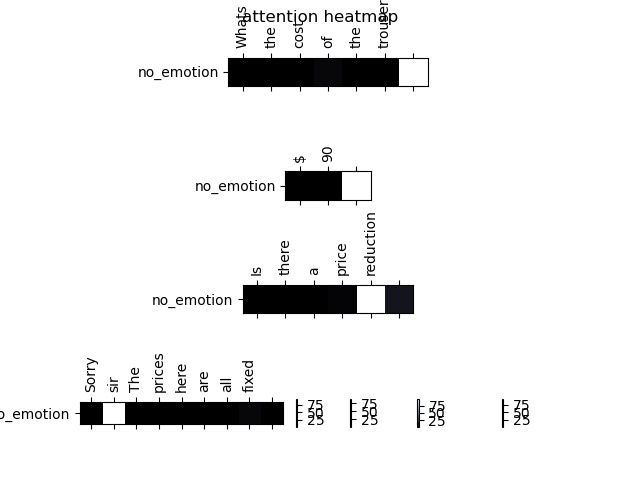 attention heatmap
Whats the cost of the trouser
no_emotion
$ 90
no_emotion
Is there a price reduction
no_emotion
Sorry sir The prices here are all fixed
o_emotion
75 75 75 75
50 50 50 50
25 25 25 25